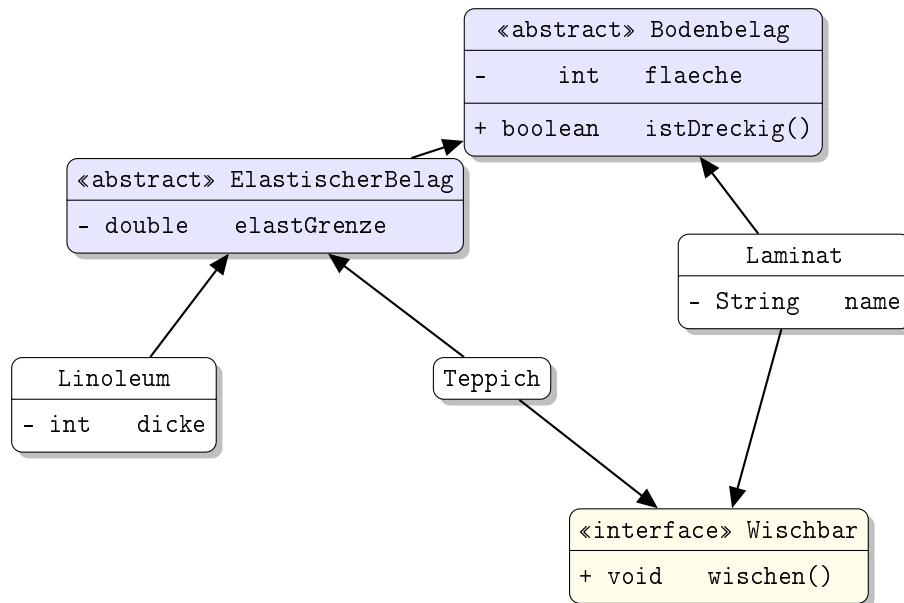 «abstract» Bodenbelag
- int flaeche
+ boolean istDreckig()
«abstract» ElastischerBelag
- double elastGrenze
Laminat
- String name
Linoleum
- int dicke
Teppich
«interface» Wischbar
+ void wischen()